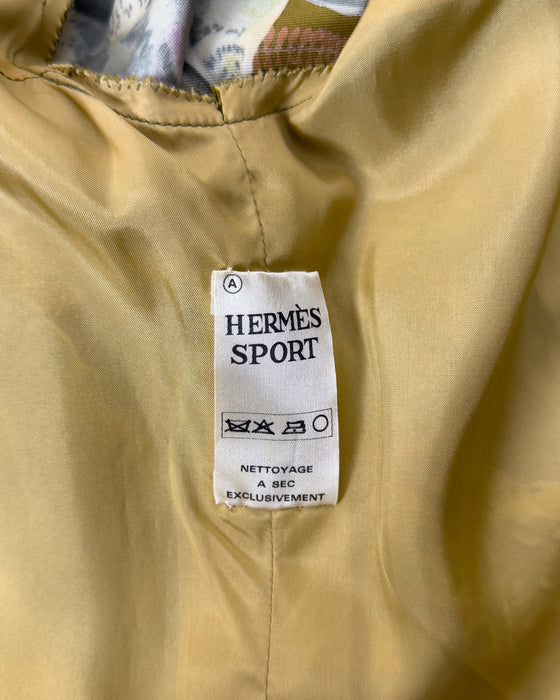 A
HERMÈS
SPORT
NETTOYAGE
A SEC
EXCLUSIVEMENT